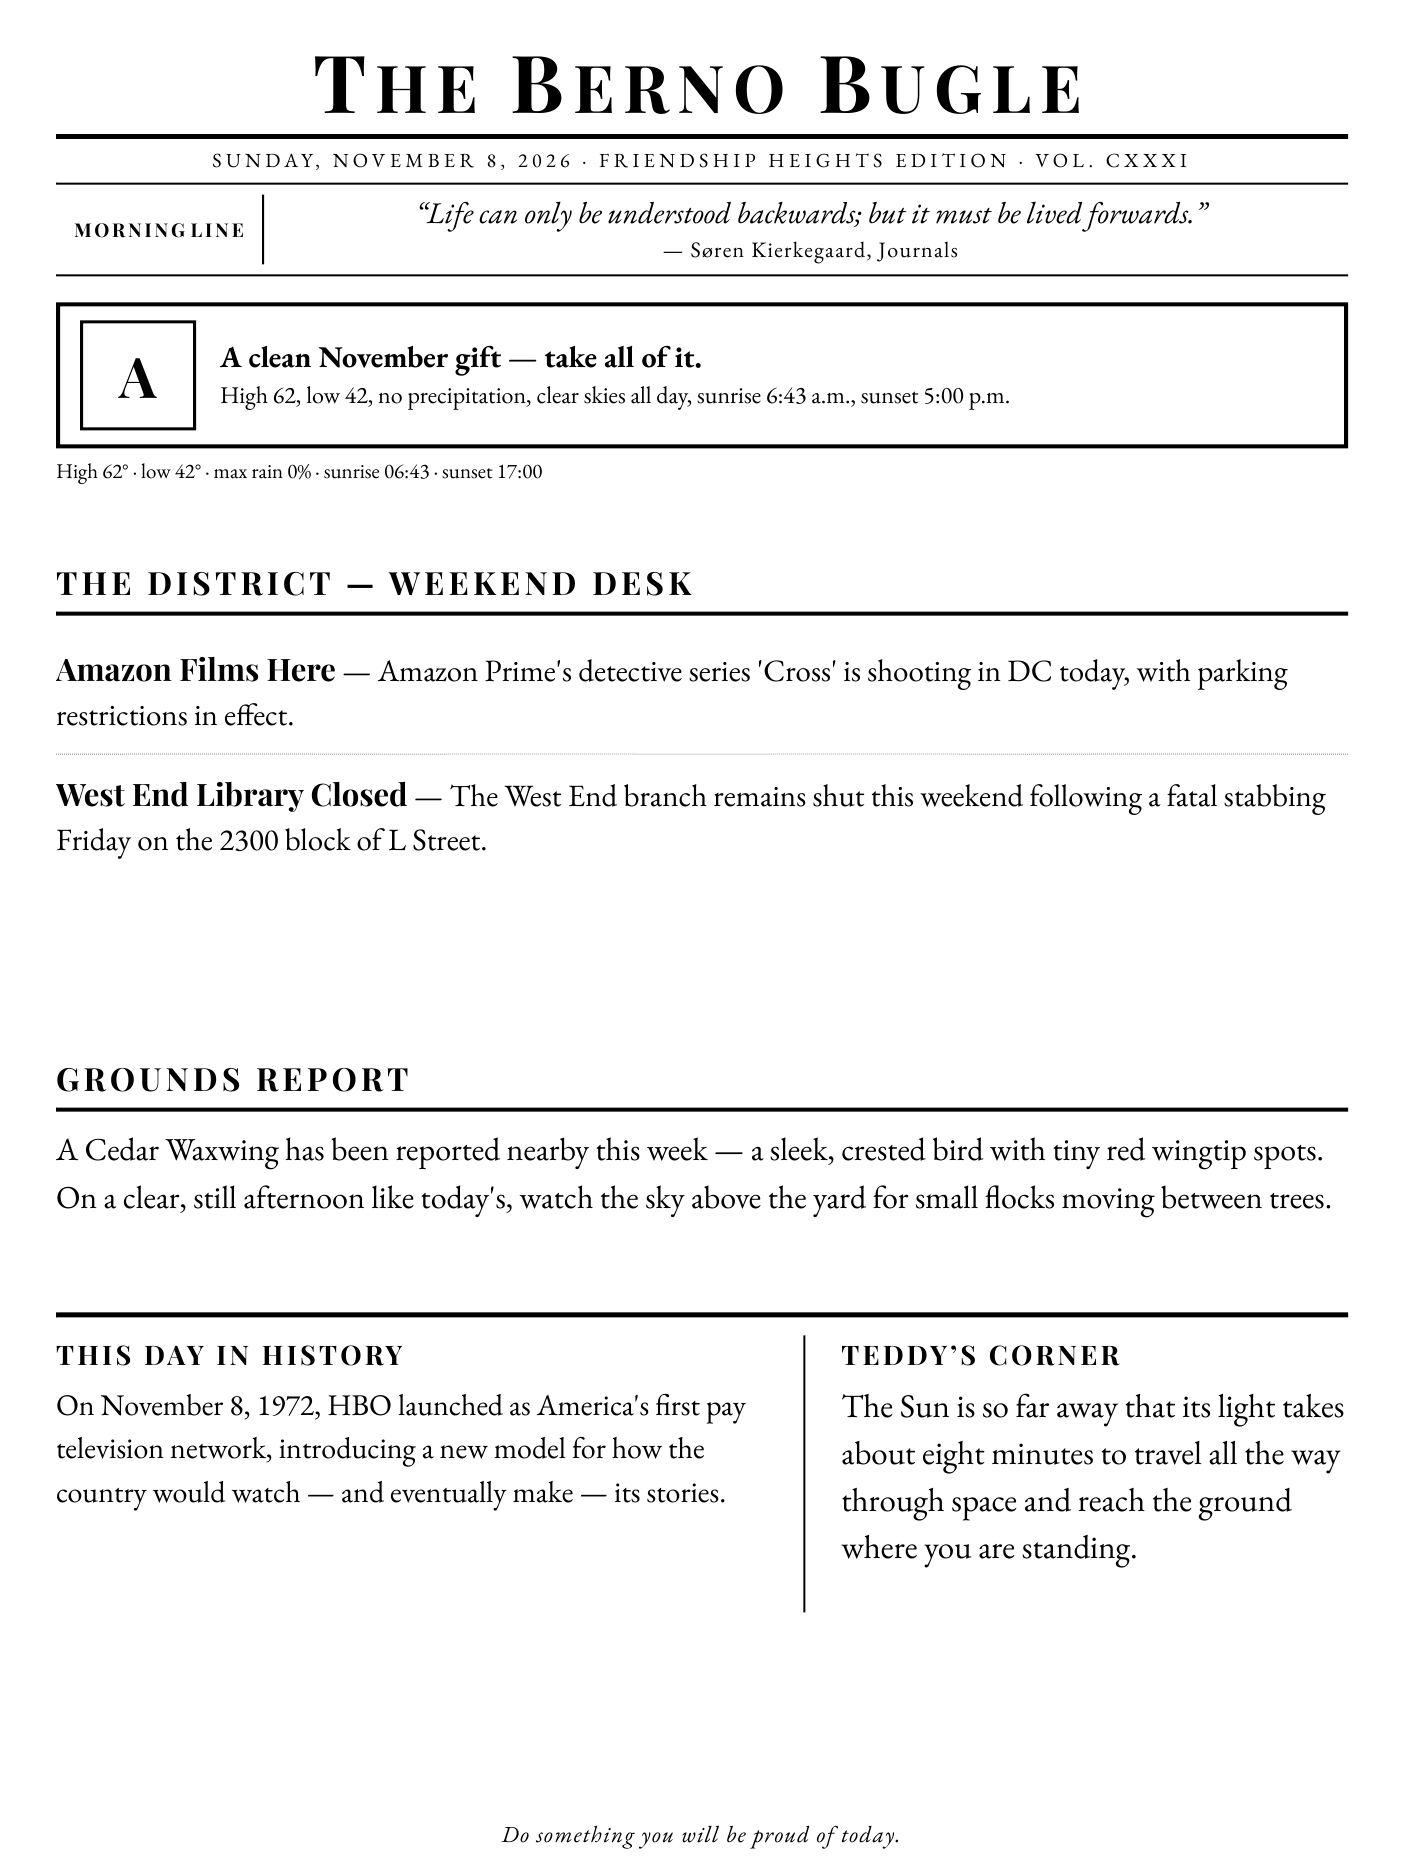 THE BERNO BUGLE
SUNDAY, NOVEMBER 8, 2026 · FRIENDSHIP HEIGHTS EDITION · VOL. CXXXI
MORNING LINE
“Life can only be understood backwards; but it must be lived forwards.”
— Søren Kierkegaard, Journals
A
A clean November gift — take all of it.
High 62, low 42, no precipitation, clear skies all day, sunrise 6:43 a.m., sunset 5:00 p.m.
High 62° · low 42° · max rain 0% · sunrise 06:43 · sunset 17:00
THE DISTRICT — WEEKEND DESK
Amazon Films Here — Amazon Prime's detective series 'Cross' is shooting in DC today, with parking
restrictions in effect.
West End Library Closed — The West End branch remains shut this weekend following a fatal stabbing
Friday on the 2300 block of L Street.
GROUNDS REPORT
A Cedar Waxwing has been reported nearby this week — a sleek, crested bird with tiny red wingtip spots.
On a clear, still afternoon like today's, watch the sky above the yard for small flocks moving between trees.
THIS DAY IN HISTORY
On November 8, 1972, HBO launched as America's first pay
television network, introducing a new model for how the
country would watch — and eventually make — its stories.
TEDDY’S CORNER
The Sun is so far away that its light takes
about eight minutes to travel all the way
through space and reach the ground
where you are standing.
Do something you will be proud of today.